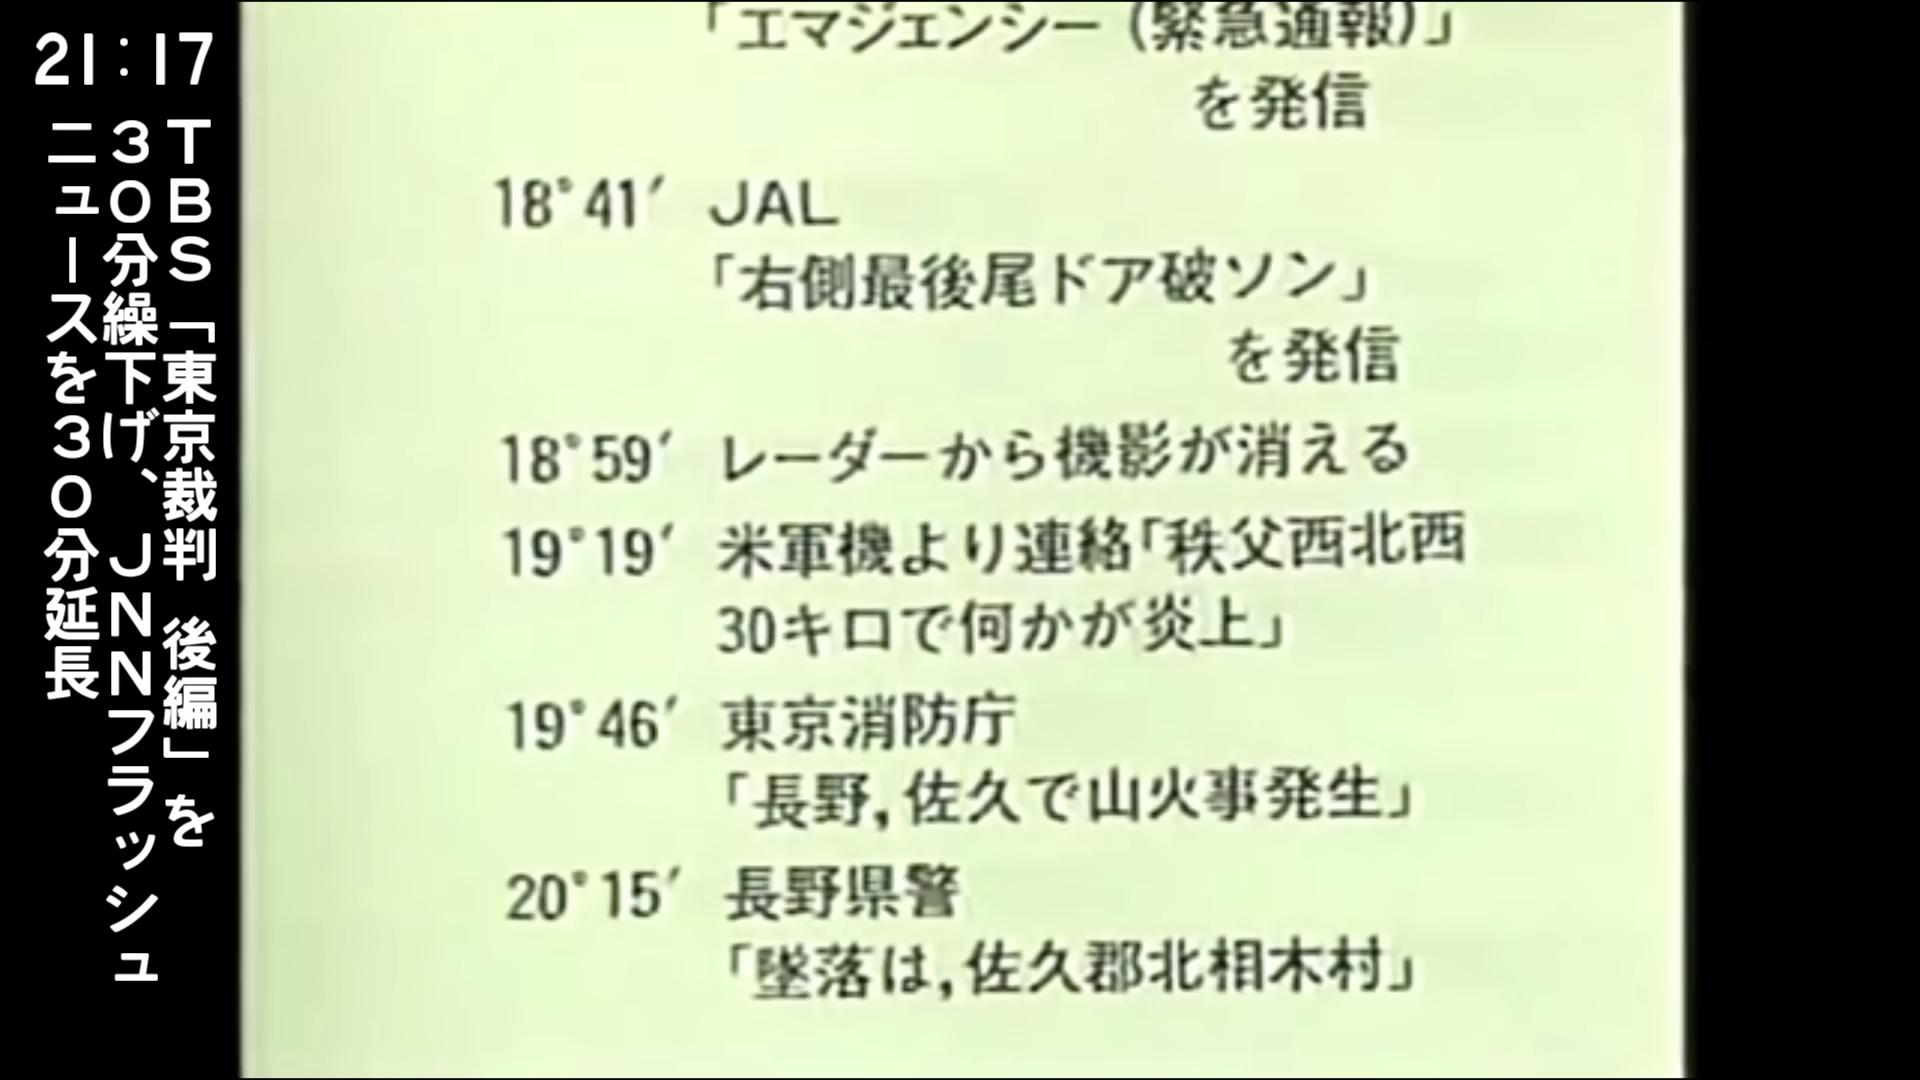 21:17
TBS「東京裁判 後編」を
30分繰下げ、JNNフラッシュ
ニュースを30分延長
「エマジェンシー(緊急通報)」
を発信
18°41′ JAL
「右側最後尾ドア破ソン」
を発信
18°59′ レーダーから機影が消える
19°19′ 米軍機より連絡「秩父西北西
30キロで何かが炎上」
19°46′ 東京消防庁
「長野,佐久で山火事発生」
20°15′ 長野県警
「墜落は,佐久郡北相木村」